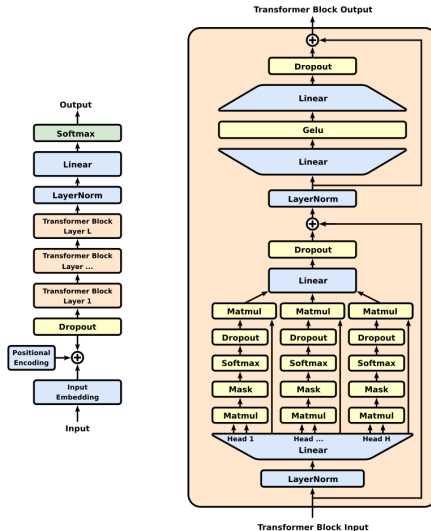 Output
Softmax
Linear
LayerNorm
Transformer Block
Layer L
Transformer Block
Layer ...
Transformer Block
Layer 1
Dropout
Positional
Encoding
Input
Embedding
Input
Transformer Block Output
Dropout
Linear
Gelu
Linear
LayerNorm
Dropout
Linear
Matmul Matmul Matmul
Dropout Dropout Dropout
Softmax Softmax Softmax
Mask Mask Mask
Matmul Matmul Matmul
Head 1 Head ... Head H
Linear
LayerNorm
Transformer Block Input